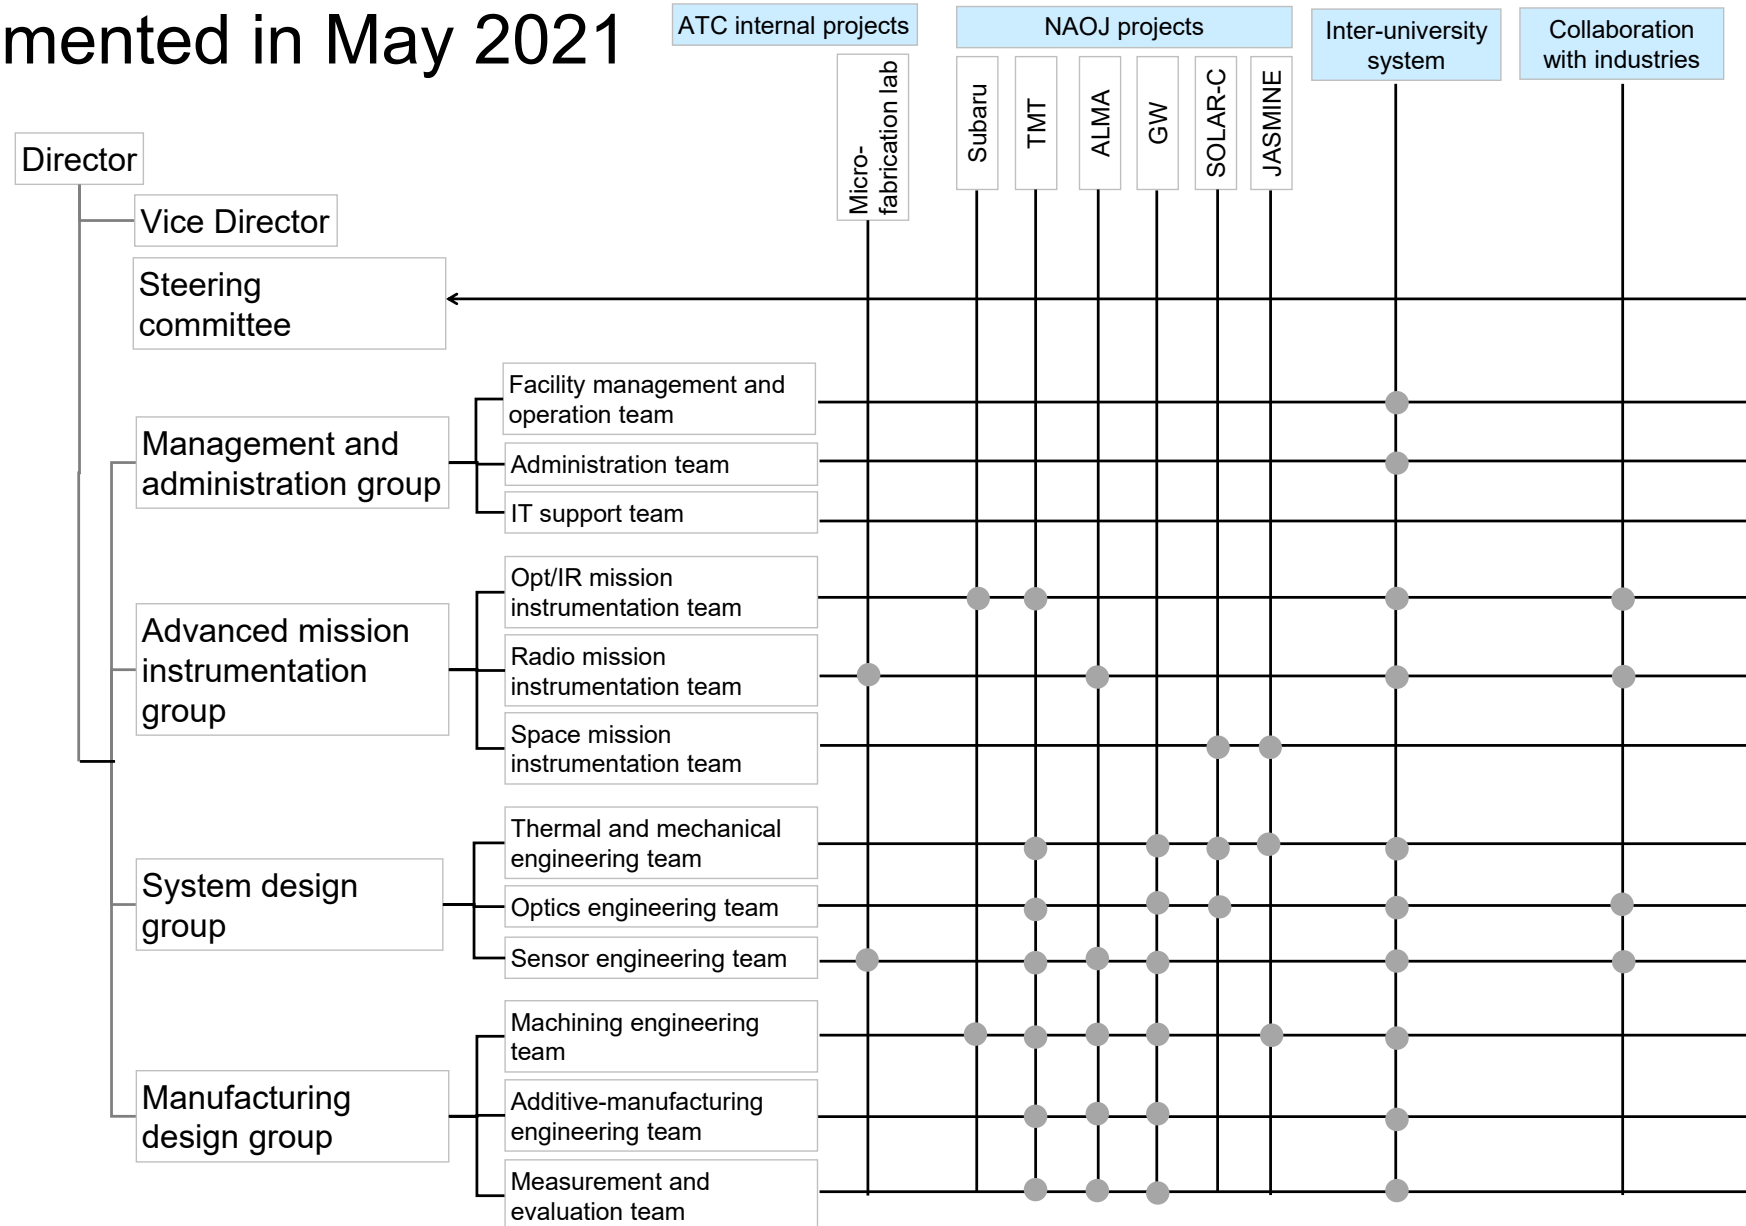 mented in May 2021
ATC internal projects
NAOJ projects
Inter-university
system
Collaboration
with industries
Micro-
fabrication lab
Subaru
TMT
ALMA
GW
SOLAR-C
JASMINE
Director
Vice Director
Steering
committee
Management and
administration group
Facility management and
operation team
Administration team
IT support team
Advanced mission
instrumentation
group
Opt/IR mission
instrumentation team
Radio mission
instrumentation team
Space mission
instrumentation team
System design
group
Thermal and mechanical
engineering team
Optics engineering team
Sensor engineering team
Manufacturing
design group
Machining engineering
team
Additive-manufacturing
engineering team
Measurement and
evaluation team